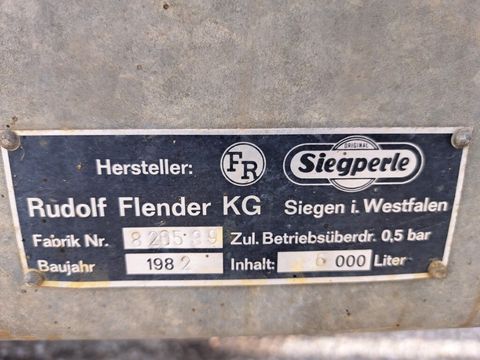 Hersteller: FR ORIGINAL Siegperle
Rudolf Flender KG Siegen i. Westfalen
Fabrik Nr. Zul. Betriebsüberdr. 0,5 bar
Baujahr 1982 Inhalt: 6 000 Liter